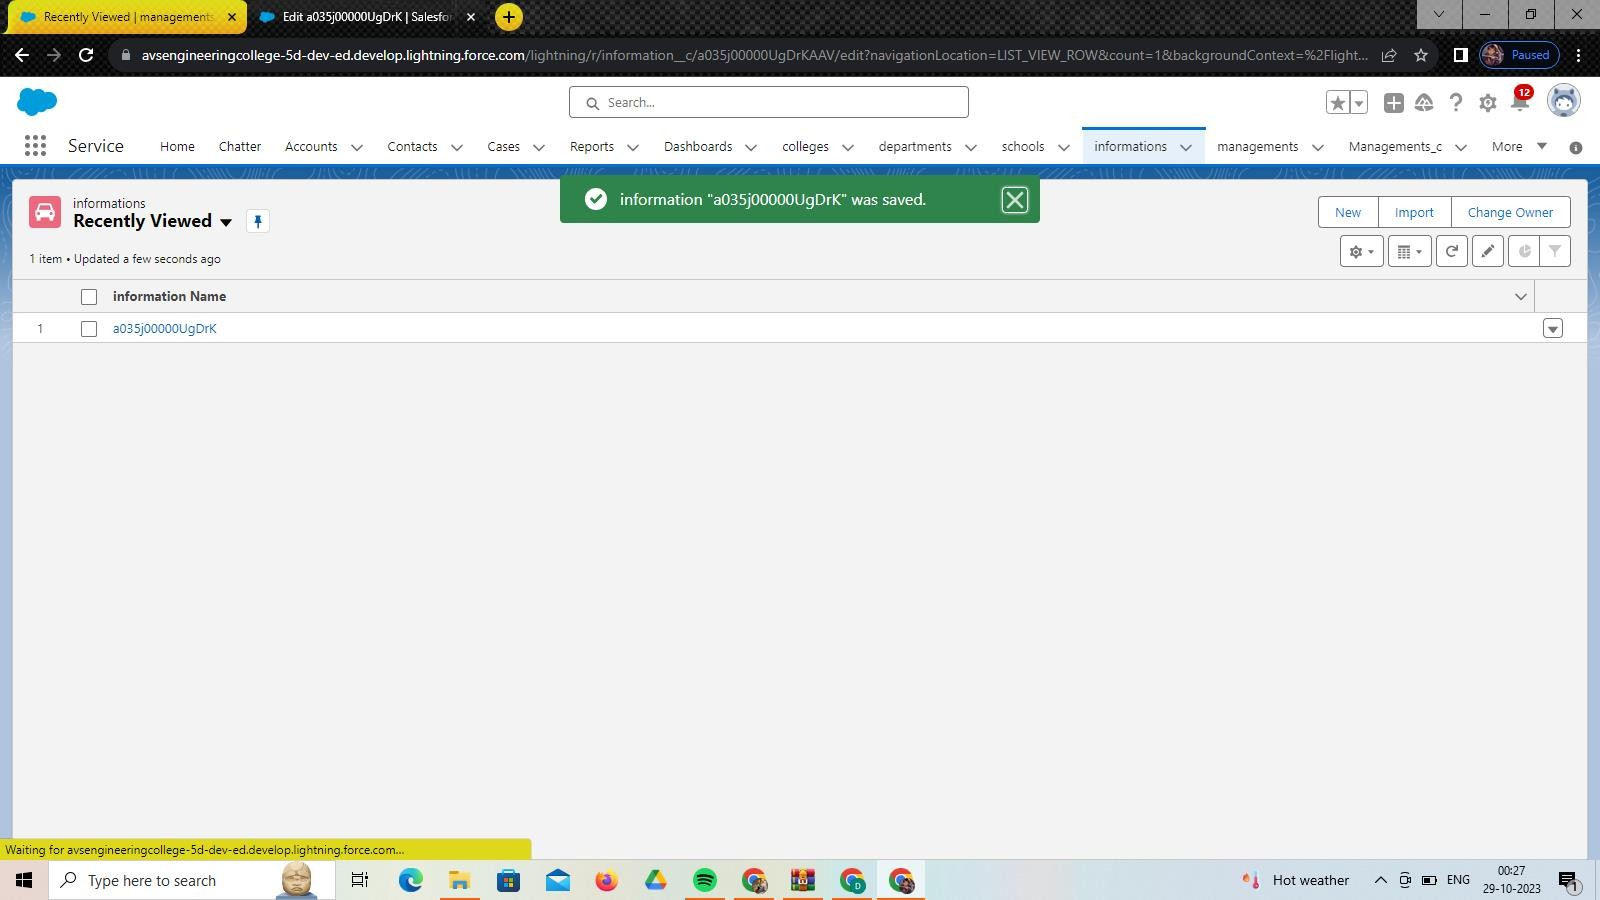 Recently Viewed | managements
Edit a035j00000UgDrK | Salesfor
avsengineeringcollege-5d-dev-ed.develop.lightning.force.com/lightning/r/information__c/a035j00000UgDrKAAV/edit?navigationLocation=LIST_VIEW_ROW&count=1&backgroundContext=%2Flight...
Paused
Search...
12
Service
Home
Chatter
Accounts
Contacts
Cases
Reports
Dashboards
colleges
departments
schools
informations
managements
Managements_c
More
informations
Recently Viewed
information "a035j00000UgDrK" was saved.
New
Import
Change Owner
1 item • Updated a few seconds ago
information Name
1
a035j00000UgDrK
Waiting for avsengineeringcollege-5d-dev-ed.develop.lightning.force.com...
Type here to search
D
Hot weather
ENG
00:27
29-10-2023
1